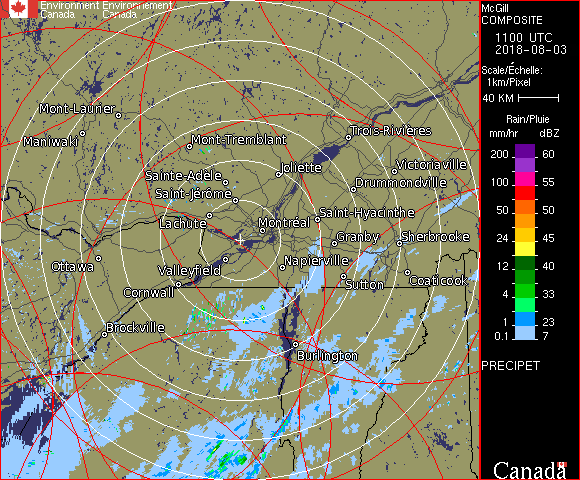 Environment Environnement
Canada Canada
McGill
COMPOSITE
1100 UTC
2018-08-03
Scale/Échelle:
1km/Pixel
40 KM
Rain/Pluie
mm/hr dBZ
200 60
150 57
100 55
50 50
24 45
12 40
4 33
1 23
0.1 7
PRECIPET
Canada
Mont-Laurier
Maniwaki
Mont-Tremblant
Trois-Rivières
Sainte-Adèle
Joliette
Victoriaville
Drummondville
Saint-Jérôme
Lachute
Montréal
Saint-Hyacinthe
Granby
Sherbrooke
Ottawa
Valleyfield
Napierville
Cornwall
Sutton
Coaticook
Brockville
Burlington